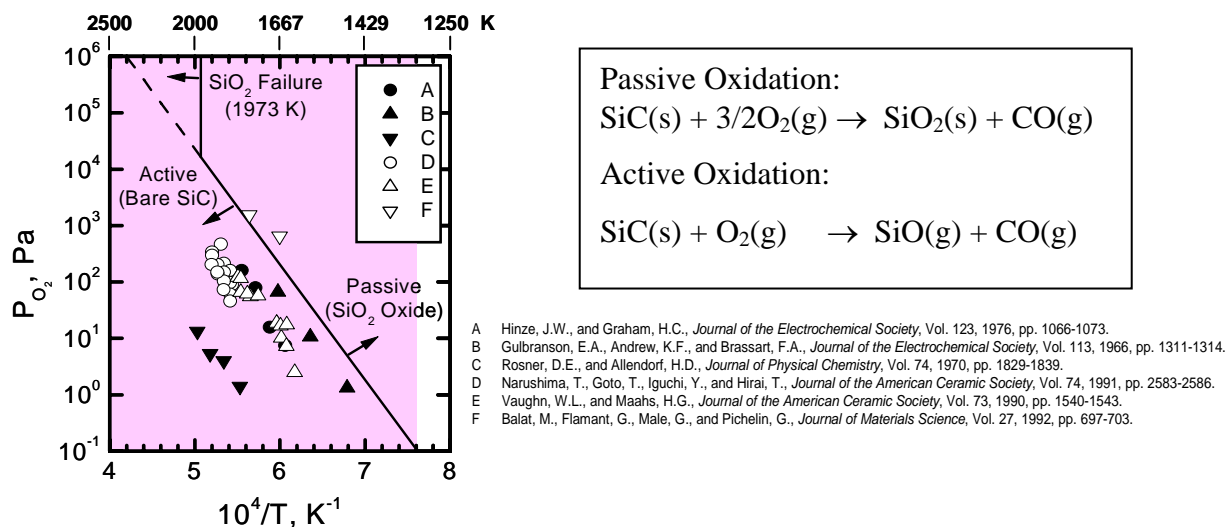 2500 2000 1667 1429 1250 K
10^6
10^5
10^4
10^3
10^2
10^1
10^0
10^-1
P_O2, Pa
SiO2 Failure
(1973 K)
Active
(Bare SiC)
Passive
(SiO2 Oxide)
A
B
C
D
E
F
4 5 6 7 8
10^4/T, K^-1
Passive Oxidation:
SiC(s) + 3/2O2(g) → SiO2(s) + CO(g)
Active Oxidation:
SiC(s) + O2(g) → SiO(g) + CO(g)
A Hinze, J.W., and Graham, H.C., Journal of the Electrochemical Society, Vol. 123, 1976, pp. 1066-1073.
B Gulbranson, E.A., Andrew, K.F., and Brassart, F.A., Journal of the Electrochemical Society, Vol. 113, 1966, pp. 1311-1314.
C Rosner, D.E., and Allendorf, H.D., Journal of Physical Chemistry, Vol. 74, 1970, pp. 1829-1839.
D Narushima, T., Goto, T., Iguchi, Y., and Hirai, T., Journal of the American Ceramic Society, Vol. 74, 1991, pp. 2583-2586.
E Vaughn, W.L., and Maahs, H.G., Journal of the American Ceramic Society, Vol. 73, 1990, pp. 1540-1543.
F Balat, M., Flamant, G., Male, G., and Pichelin, G., Journal of Materials Science, Vol. 27, 1992, pp. 697-703.